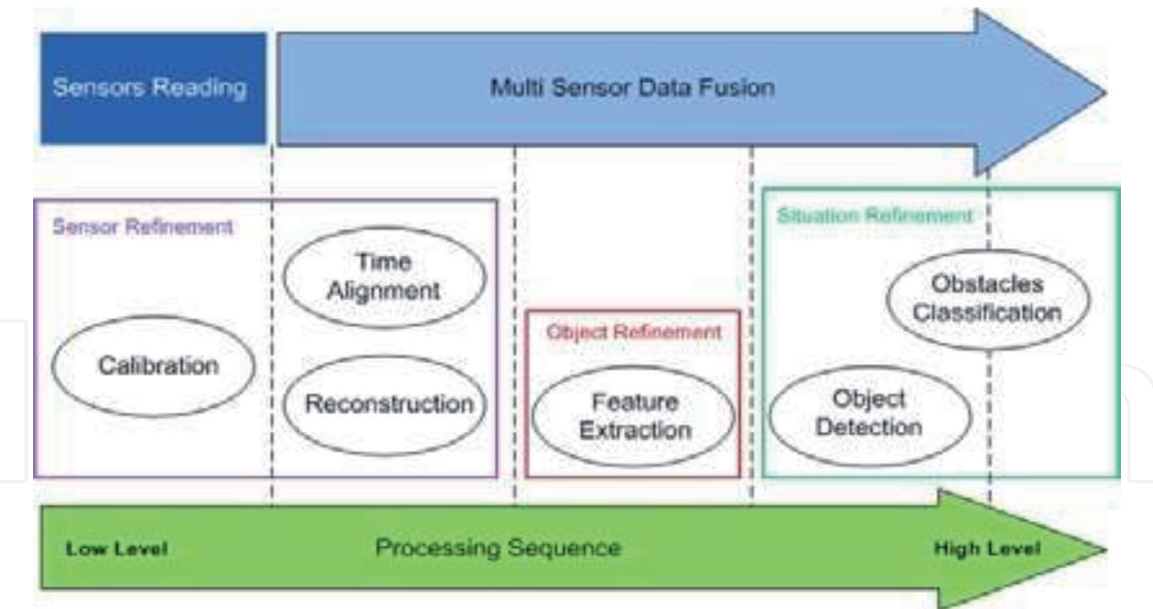 Sensors Reading
Multi Sensor Data Fusion
Sensor Refinement
Time
Alignment
Calibration
Reconstruction
Object Refinement
Feature
Extraction
Situation Refinement
Obstacles
Classification
Object
Detection
Low Level
Processing Sequence
High Level